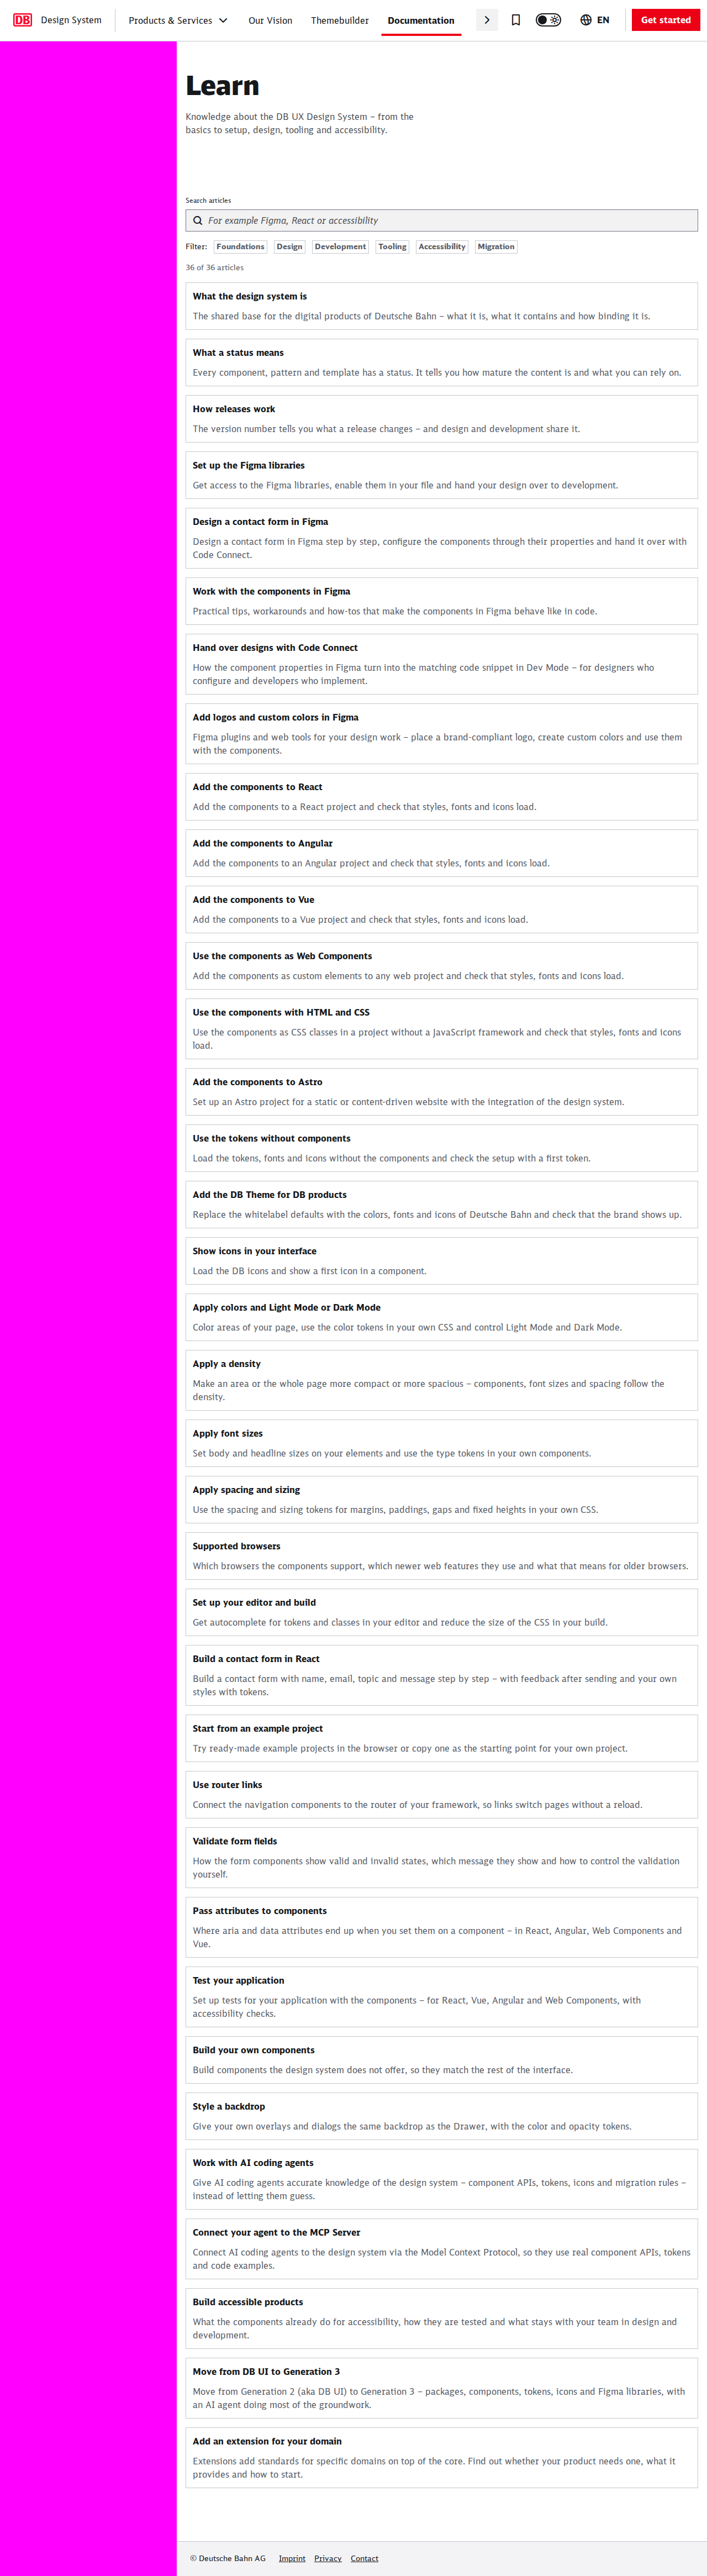 DB Design System Products & Services Our Vision Themebuilder Documentation EN Get started
Learn
Knowledge about the DB UX Design System – from the
basics to setup, design, tooling and accessibility.
Search articles
For example Figma, React or accessibility
Filter: Foundations Design Development Tooling Accessibility Migration
36 of 36 articles
What the design system is
The shared base for the digital products of Deutsche Bahn – what it is, what it contains and how binding it is.
What a status means
Every component, pattern and template has a status. It tells you how mature the content is and what you can rely on.
How releases work
The version number tells you what a release changes – and design and development share it.
Set up the Figma libraries
Get access to the Figma libraries, enable them in your file and hand your design over to development.
Design a contact form in Figma
Design a contact form in Figma step by step, configure the components through their properties and hand it over with
Code Connect.
Work with the components in Figma
Practical tips, workarounds and how-tos that make the components in Figma behave like in code.
Hand over designs with Code Connect
How the component properties in Figma turn into the matching code snippet in Dev Mode – for designers who
configure and developers who implement.
Add logos and custom colors in Figma
Figma plugins and web tools for your design work – place a brand-compliant logo, create custom colors and use them
with the components.
Add the components to React
Add the components to a React project and check that styles, fonts and icons load.
Add the components to Angular
Add the components to an Angular project and check that styles, fonts and icons load.
Add the components to Vue
Add the components to a Vue project and check that styles, fonts and icons load.
Use the components as Web Components
Add the components as custom elements to any web project and check that styles, fonts and icons load.
Use the components with HTML and CSS
Use the components as CSS classes in a project without a JavaScript framework and check that styles, fonts and icons
load.
Add the components to Astro
Set up an Astro project for a static or content-driven website with the integration of the design system.
Use the tokens without components
Load the tokens, fonts and icons without the components and check the setup with a first token.
Add the DB Theme for DB products
Replace the whitelabel defaults with the colors, fonts and icons of Deutsche Bahn and check that the brand shows up.
Show icons in your interface
Load the DB icons and show a first icon in a component.
Apply colors and Light Mode or Dark Mode
Color areas of your page, use the color tokens in your own CSS and control Light Mode and Dark Mode.
Apply a density
Make an area or the whole page more compact or more spacious – components, font sizes and spacing follow the
density.
Apply font sizes
Set body and headline sizes on your elements and use the type tokens in your own components.
Apply spacing and sizing
Use the spacing and sizing tokens for margins, paddings, gaps and fixed heights in your own CSS.
Supported browsers
Which browsers the components support, which newer web features they use and what that means for older browsers.
Set up your editor and build
Get autocomplete for tokens and classes in your editor and reduce the size of the CSS in your build.
Build a contact form in React
Build a contact form with name, email, topic and message step by step – with feedback after sending and your own
styles with tokens.
Start from an example project
Try ready-made example projects in the browser or copy one as the starting point for your own project.
Use router links
Connect the navigation components to the router of your framework, so links switch pages without a reload.
Validate form fields
How the form components show valid and invalid states, which message they show and how to control the validation
yourself.
Pass attributes to components
Where aria and data attributes end up when you set them on a component – in React, Angular, Web Components and
Vue.
Test your application
Set up tests for your application with the components – for React, Vue, Angular and Web Components, with
accessibility checks.
Build your own components
Build components the design system does not offer, so they match the rest of the interface.
Style a backdrop
Give your own overlays and dialogs the same backdrop as the Drawer, with the color and opacity tokens.
Work with AI coding agents
Give AI coding agents accurate knowledge of the design system – component APIs, tokens, icons and migration rules –
instead of letting them guess.
Connect your agent to the MCP Server
Connect AI coding agents to the design system via the Model Context Protocol, so they use real component APIs, tokens
and code examples.
Build accessible products
What the components already do for accessibility, how they are tested and what stays with your team in design and
development.
Move from DB UI to Generation 3
Move from Generation 2 (aka DB UI) to Generation 3 – packages, components, tokens, icons and Figma libraries, with
an AI agent doing most of the groundwork.
Add an extension for your domain
Extensions add standards for specific domains on top of the core. Find out whether your product needs one, what it
provides and how to start.
© Deutsche Bahn AG Imprint Privacy Contact